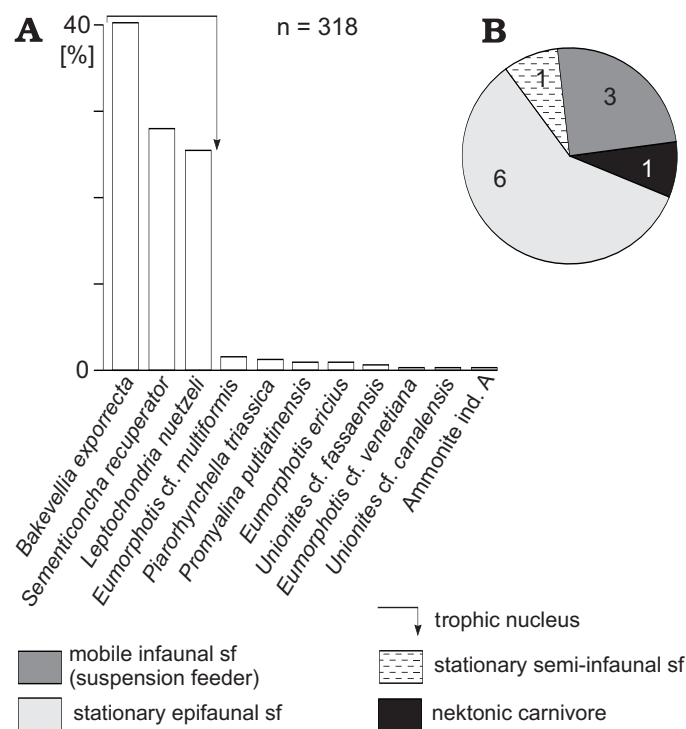 A
40
[%]
n = 318
0
Bakevellia exporrecta
Sementiconcha recuperator
Leptochondria nuetzeli
Eumorphotis cf. multiformis
Piarorhynchella triassica
Promyalina putiatinensis
Eumorphotis ericius
Unionites cf. fassaensis
Eumorphotis cf. venetiana
Unionites cf. canalensis
Ammonite ind. A
B
1
3
1
6
mobile infaunal sf
(suspension feeder)
stationary epifaunal sf
trophic nucleus
stationary semi-infaunal sf
nektonic carnivore